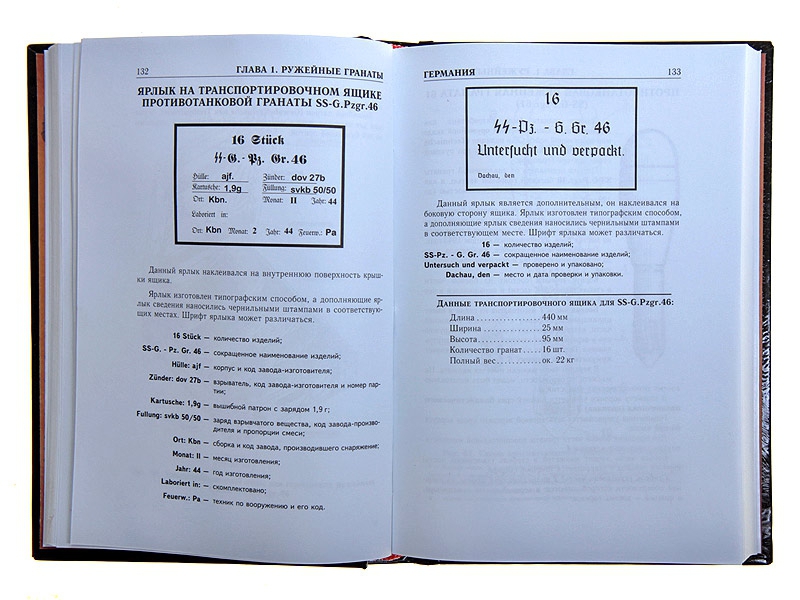 132
ГЛАВА 1. РУЖЕЙНЫЕ ГРАНАТЫ
ЯРЛЫК НА ТРАНСПОРТИРОВОЧНОМ ЯЩИКЕ
ПРОТИВОТАНКОВОЙ ГРАНАТЫ SS-G.Pzgr.46
16 Stück
SS-G. - Pz. Gr. 46
Hülle: ajf. Zünder: dov 27b
Kartusche: 1,9g Füllung: svkb 50/50
Ort: Kbn. Monat: II Jahr: 44
Laboriert in:
Ort: Kbn Monat: 2 Jahr: 44 Feuerw.: Pa
Данный ярлык наклеивался на внутреннюю поверхность крыш-
ки ящика.
Ярлык изготовлен типографским способом, а дополняющие яр-
лык сведения наносились чернильными штампами в соответствую-
щих местах. Шрифт ярлыка может различаться.
16 Stück — количество изделий;
SS-G. - Pz. Gr. 46 — сокращенное наименование изделий;
Hülle: ajf — корпус и код завода-изготовителя;
Zünder: dov 27b — взрыватель, код завода-изготовителя и номер пар-
тии;
Kartusche: 1,9g — вышибной патрон с зарядом 1,9 г;
Fullung: svkb 50/50 — заряд взрывчатого вещества, код завода-произво-
дителя и пропорции смеси;
Ort: Kbn — сборка и код завода, производившего снаряжение;
Monat: II — месяц изготовления;
Jahr: 44 — год изготовления;
Laboriert in: — скомплектовано;
Feuerw.: Pa — техник по вооружению и его код.
ГЕРМАНИЯ
133
16
SS-Pz. - G. Gr. 46
Untersucht und verpackt.
Dachau, den
Данный ярлык является дополнительным, он наклеивался на
боковую сторону ящика. Ярлык изготовлен типографским способом,
а дополняющие ярлык сведения наносились чернильными штампами
в соответствующем месте. Шрифт ярлыка может различаться.
16 — количество изделий;
SS-Pz. - G. Gr. 46 — сокращенное наименование изделий;
Untersuch und verpackt — проверено и упаковано;
Dachau, den — место и дата проверки и упаковки.
ДАННЫЕ ТРАНСПОРТИРОВОЧНОГО ЯЩИКА ДЛЯ SS-G.Pzgr.46:
Длина ................ 440 мм
Ширина ............... 25 мм
Высота ................ 95 мм
Количество гранат ..... 16 шт.
Полный вес ............ ок. 22 кг